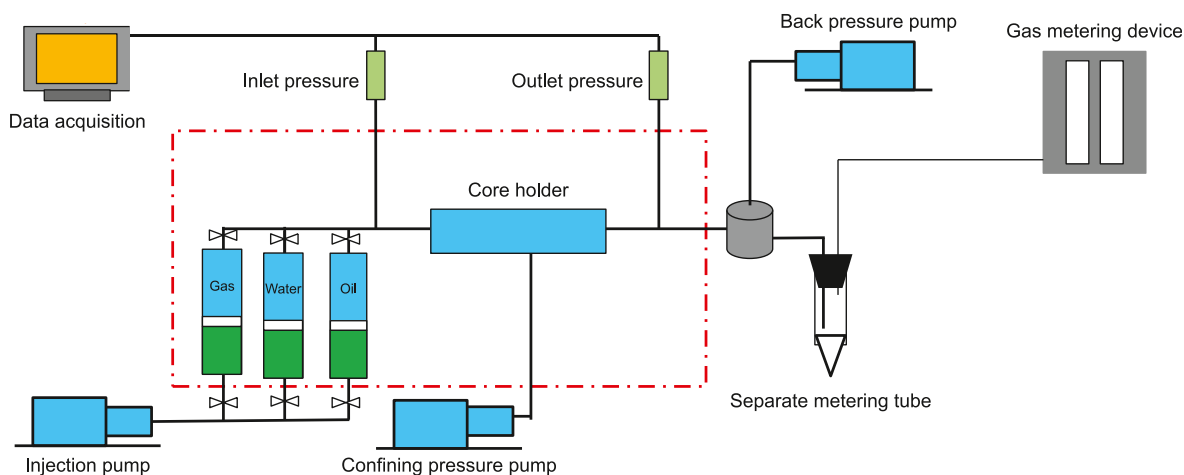 Back pressure pump
Gas metering device
Inlet pressure
Outlet pressure
Data acquisition
Core holder
Gas
Water
Oil
Separate metering tube
Injection pump
Confining pressure pump